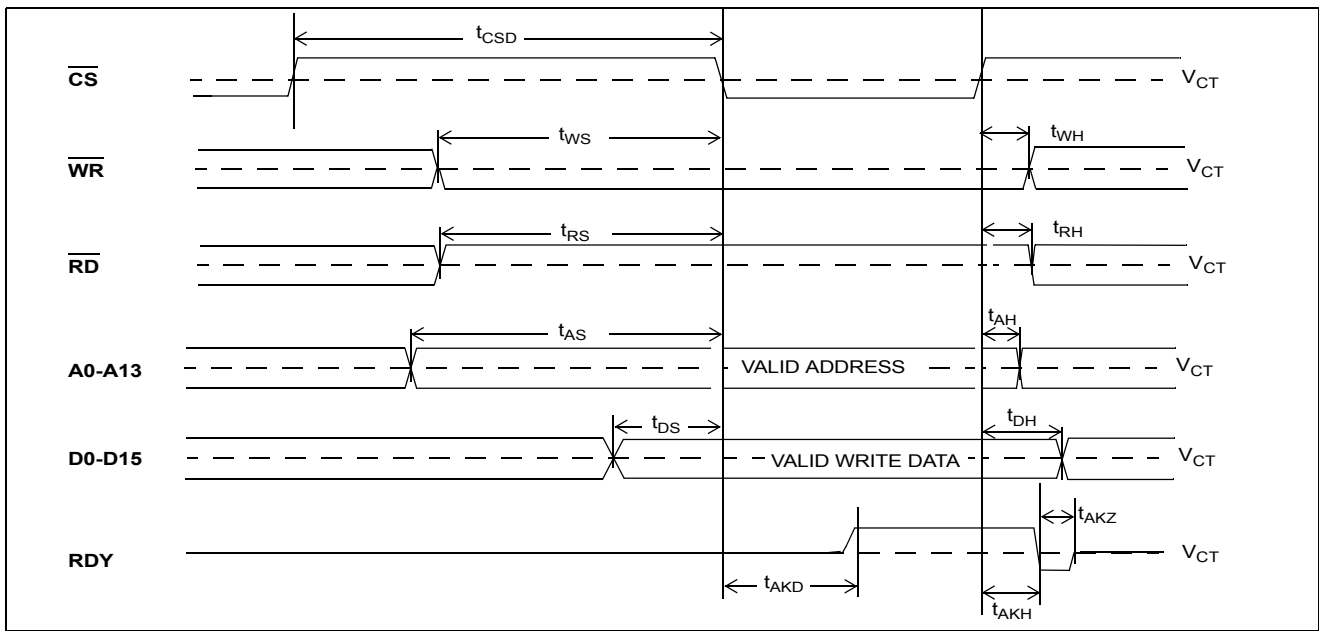 tCSD
CS VCT
tWS tWH
WR VCT
tRS tRH
RD VCT
tAS tAH
A0-A13 VALID ADDRESS VCT
tDS tDH
D0-D15 VALID WRITE DATA VCT
tAKZ
RDY VCT
tAKD
tAKH